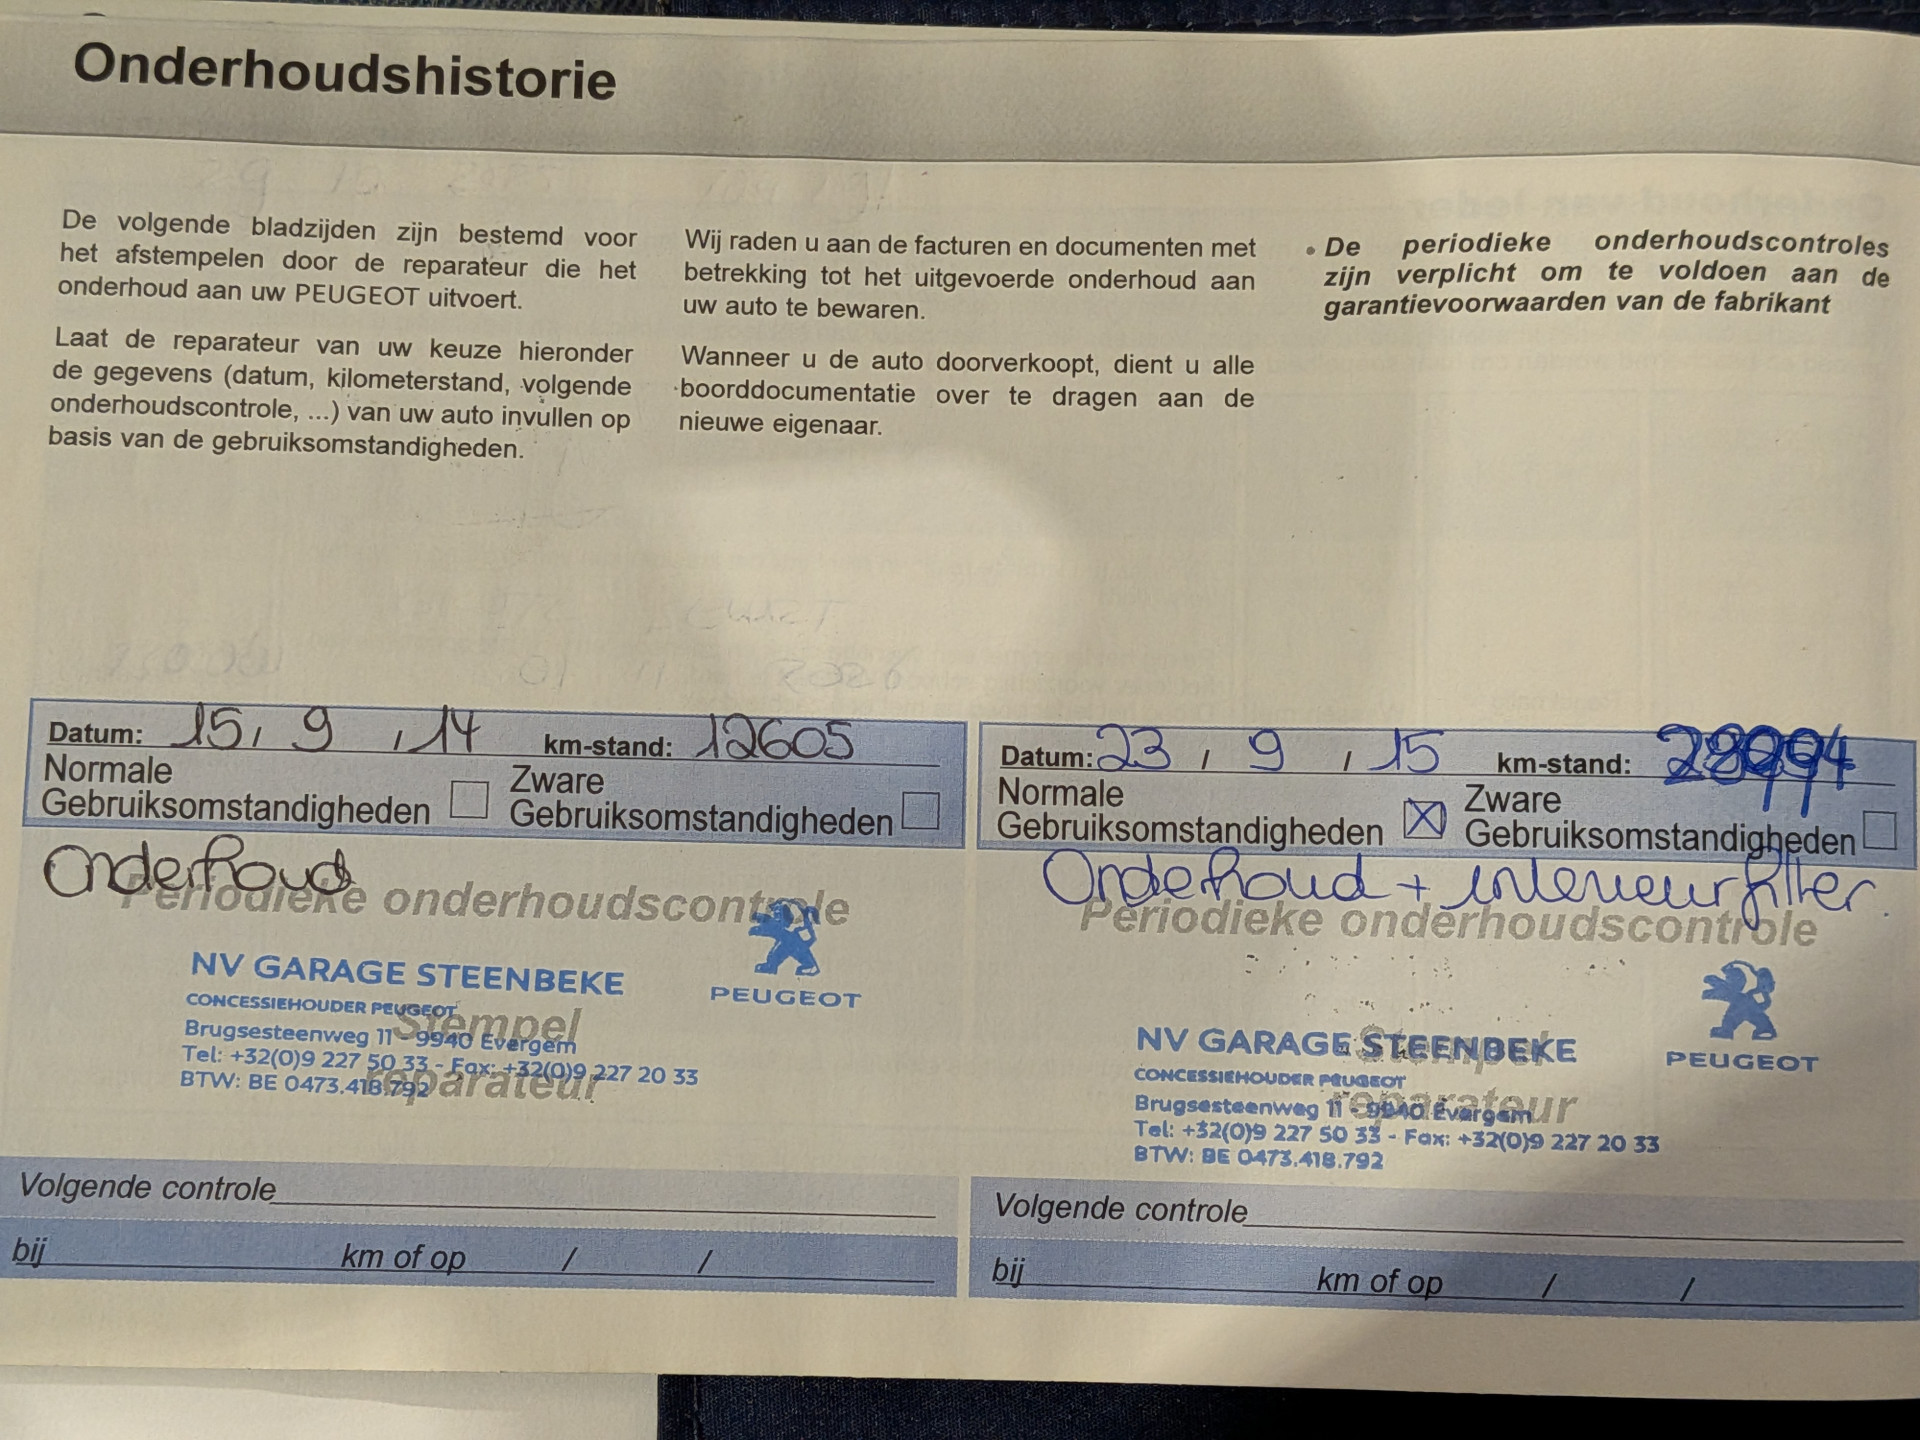 Onderhoudshistorie
De volgende bladzijden zijn bestemd voor
het afstempelen door de reparateur die het
onderhoud aan uw PEUGEOT uitvoert.
Laat de reparateur van uw keuze hieronder
de gegevens (datum, kilometerstand, volgende
onderhoudscontrole, ...) van uw auto invullen op
basis van de gebruiksomstandigheden.
Wij raden u aan de facturen en documenten met
betrekking tot het uitgevoerde onderhoud aan
uw auto te bewaren.
Wanneer u de auto doorverkoopt, dient u alle
boorddocumentatie over te dragen aan de
nieuwe eigenaar.
• De periodieke onderhoudscontroles
zijn verplicht om te voldoen aan de
garantievoorwaarden van de fabrikant
Datum: 15 / 9 / 14 km-stand: 12605
Normale
Gebruiksomstandigheden
Zware
Gebruiksomstandigheden
Onderhoud
Periodieke onderhoudscontrole
PEUGEOT
NV GARAGE STEENBEKE
CONCESSIEHOUDER PEUGEOT
Stempel
Brugsesteenweg 11 - 9940 Evergem
Tel: +32(0)9 227 50 33 - Fax: +32(0)9 227 20 33
reparateur
BTW: BE 0473.418.792
Volgende controle
bij km of op / /
Datum: 23 / 9 / 15 km-stand:
Normale
Gebruiksomstandigheden
Zware
Gebruiksomstandigheden
Onderhoud + interieurfilter
Periodieke onderhoudscontrole
PEUGEOT
NV GARAGE STEENBEKE
Stempel
CONCESSIEHOUDER PEUGEOT
reparateur
Brugsesteenweg 11 - 9940 Evergem
Tel: +32(0)9 227 50 33 - Fax: +32(0)9 227 20 33
BTW: BE 0473.418.792
Volgende controle
bij km of op / /